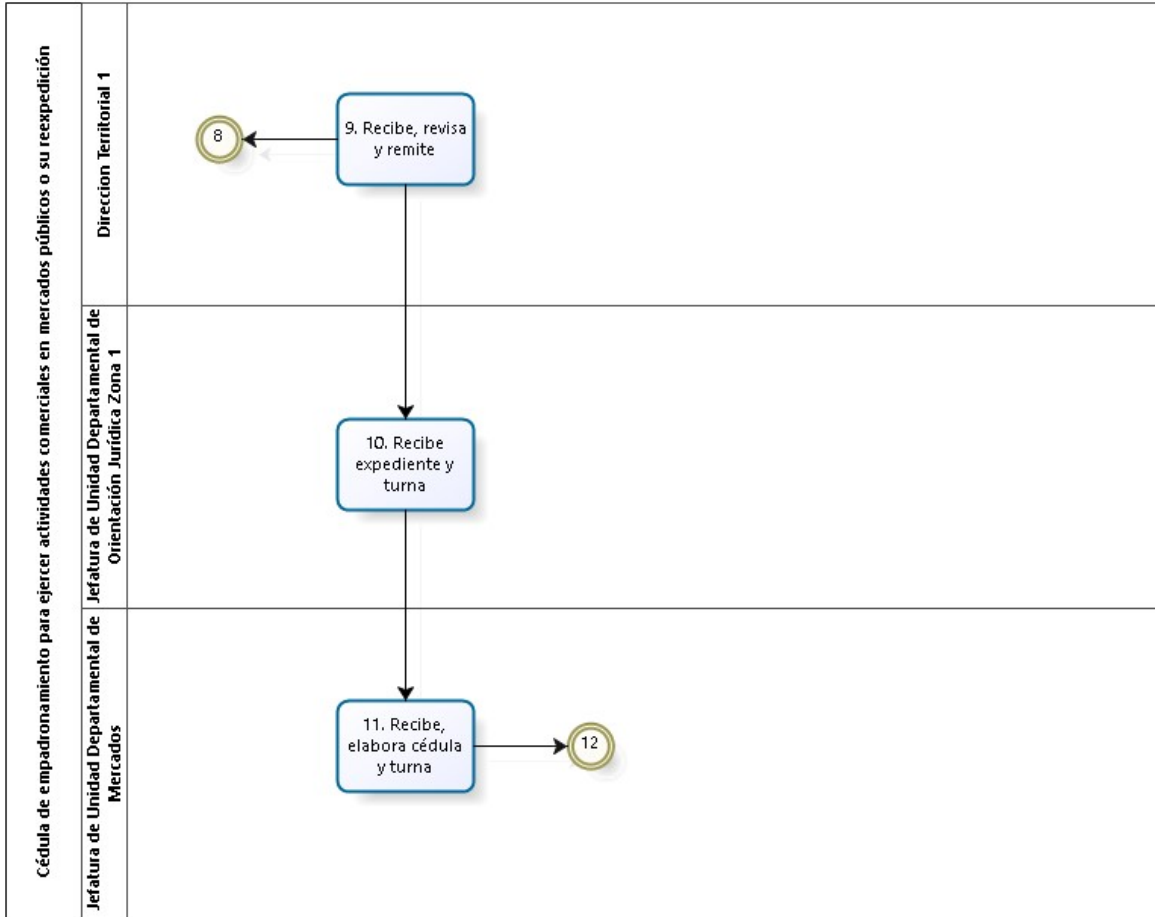 Cédula de empadronamiento para ejercer actividades comerciales en mercados públicos o su reexpedición
Direccion Territorial 1
8
9. Recibe, revisa
y remite
Jefatura de Unidad Departamental de
Orientación Jurídica Zona 1
10. Recibe
expediente y
turna
Jefatura de Unidad Departamental de
Mercados
11. Recibe,
elabora cédula
y turna
12